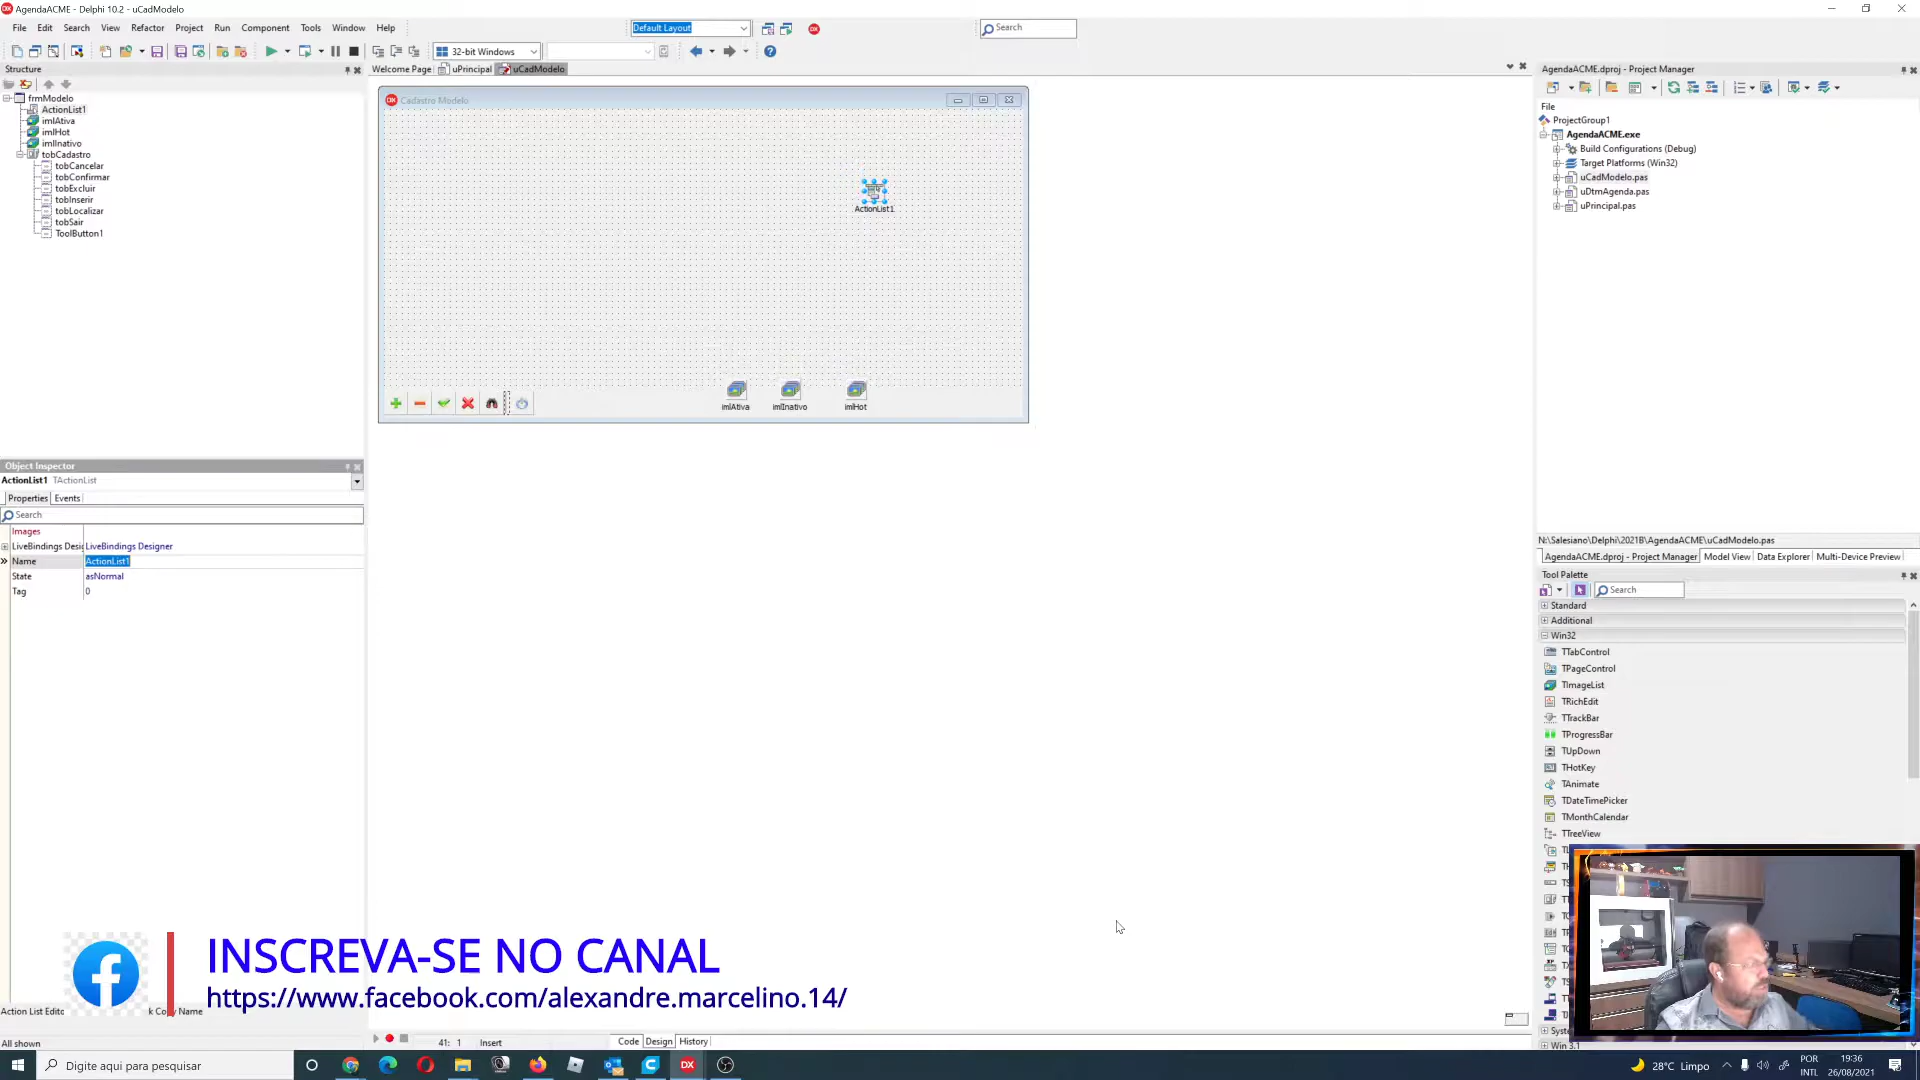 AgendaACME - Delphi 10.2 - uCadModelo
File Edit Search View Refactor Project Run Component Tools Window Help
Default Layout
Search
32-bit Windows
Structure
Welcome Page uPrincipal uCadModelo
AgendaACME.dproj - Project Manager
frmModelo
ActionList1
imlAtiva
imlHot
imlInativo
tobCadastro
tobCancelar
tobConfirmar
tobExcluir
tobInserir
tobLocalizar
tobSair
ToolButton1
Cadastro Modelo
ActionList1
imlAtiva imlInativo imlHot
File
ProjectGroup1
AgendaACME.exe
Build Configurations (Debug)
Target Platforms (Win32)
uCadModelo.pas
uDtmAgenda.pas
uPrincipal.pas
Object Inspector
ActionList1 TActionList
Properties Events
Search
Images
LiveBindings Desi LiveBindings Designer
Name ActionList1
State asNormal
Tag 0
N:\Salesiano\Delphi\2021B\AgendaACME\uCadModelo.pas
AgendaACME.dproj - Project Manager Model View Data Explorer Multi-Device Preview
Tool Palette
Search
Standard
Additional
Win32
TTabControl
TPageControl
TImageList
TRichEdit
TTrackBar
TProgressBar
TUpDown
THotKey
TAnimate
TDateTimePicker
TMonthCalendar
TTreeView
Win 3.1
INSCREVA-SE NO CANAL
https://www.facebook.com/alexandre.marcelino.14/
Action List Edito
k Copy Name
All shown
41: 1 Insert
Code Design History
Digite aqui para pesquisar
28°C Limpo
POR
INTL
19:36
26/08/2021